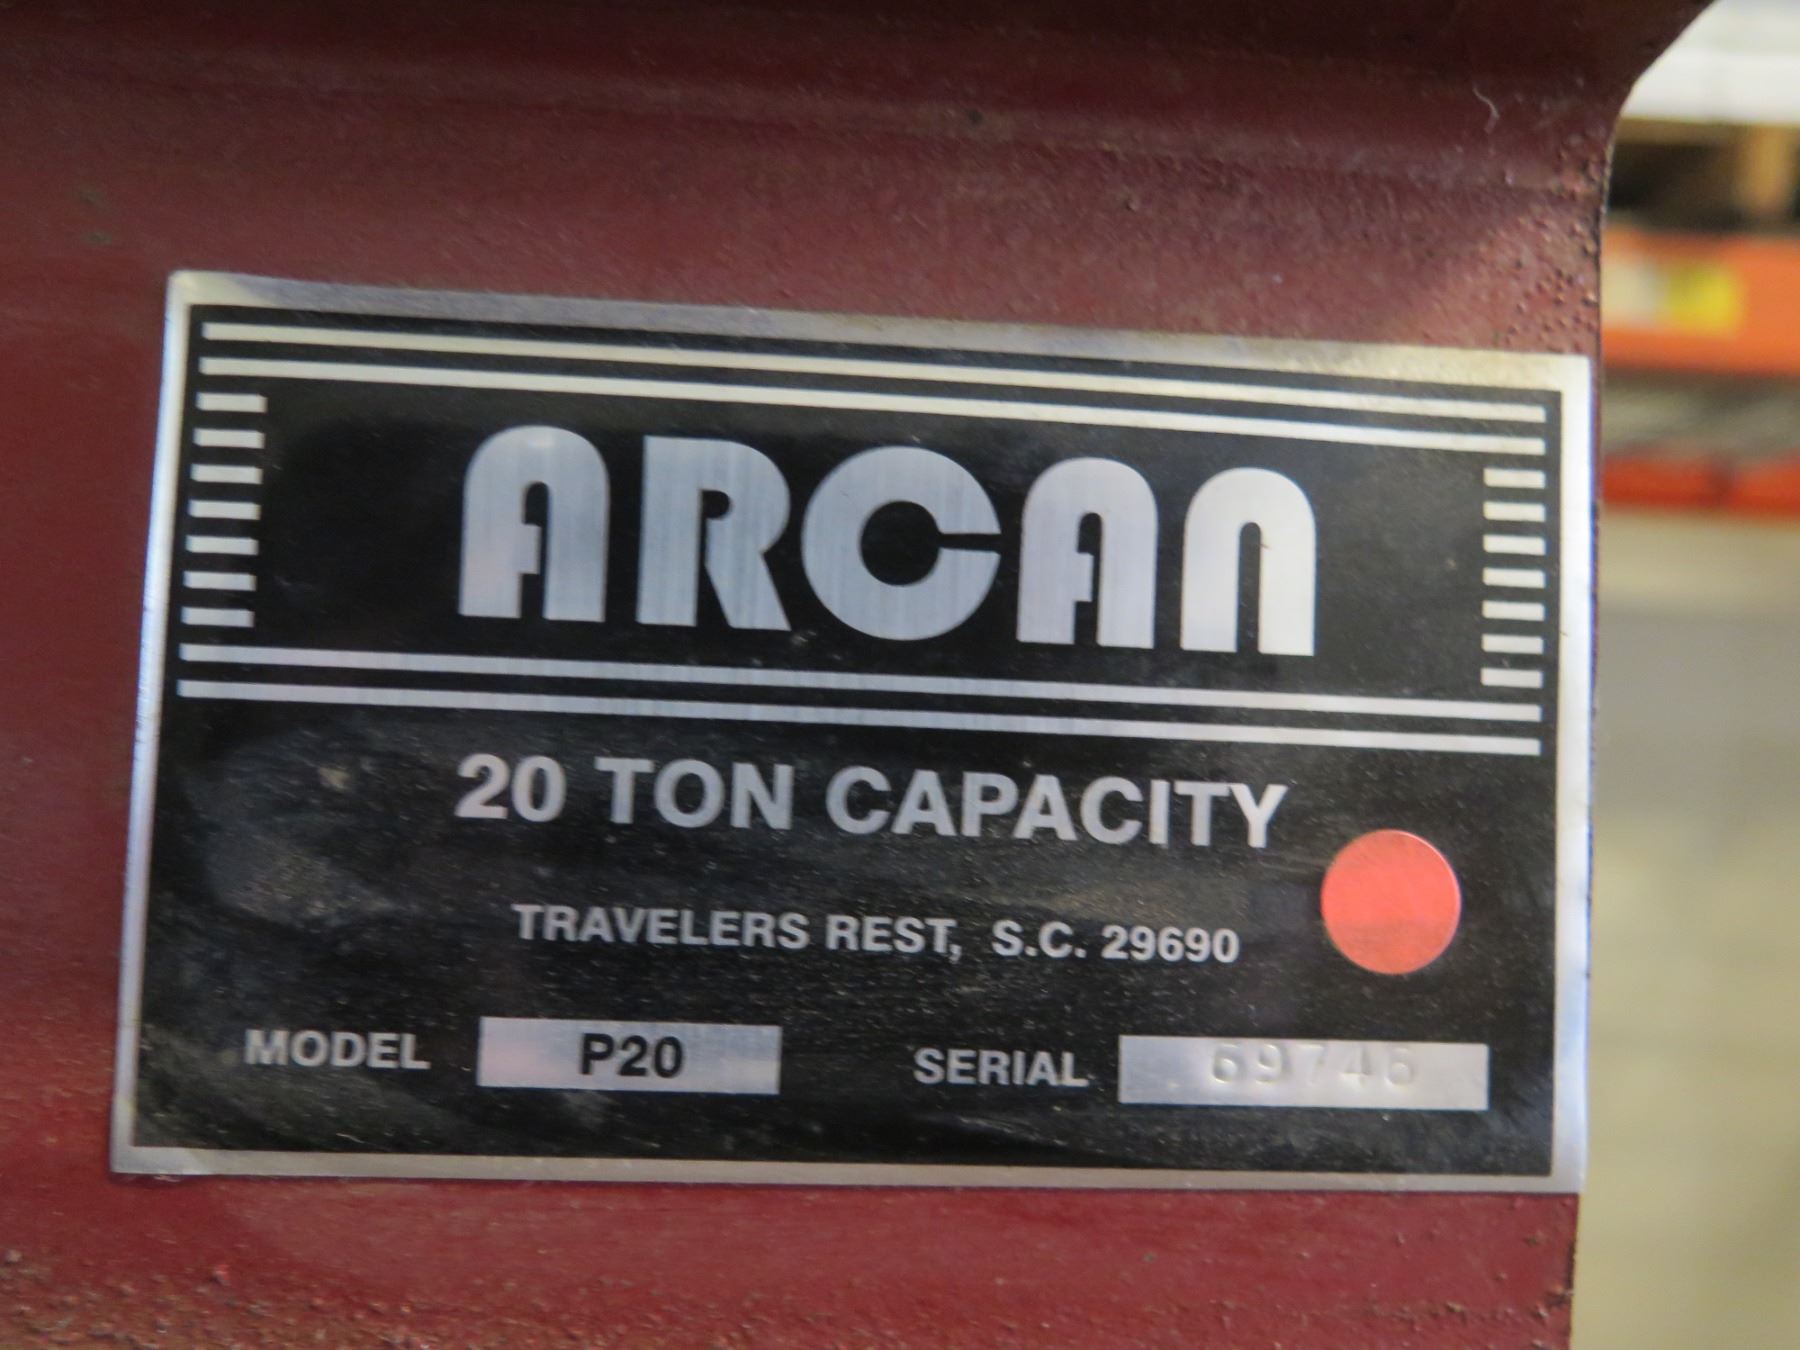 ARCAN
20 TON CAPACITY
TRAVELERS REST, S.C. 29690
MODEL P20 SERIAL 69746